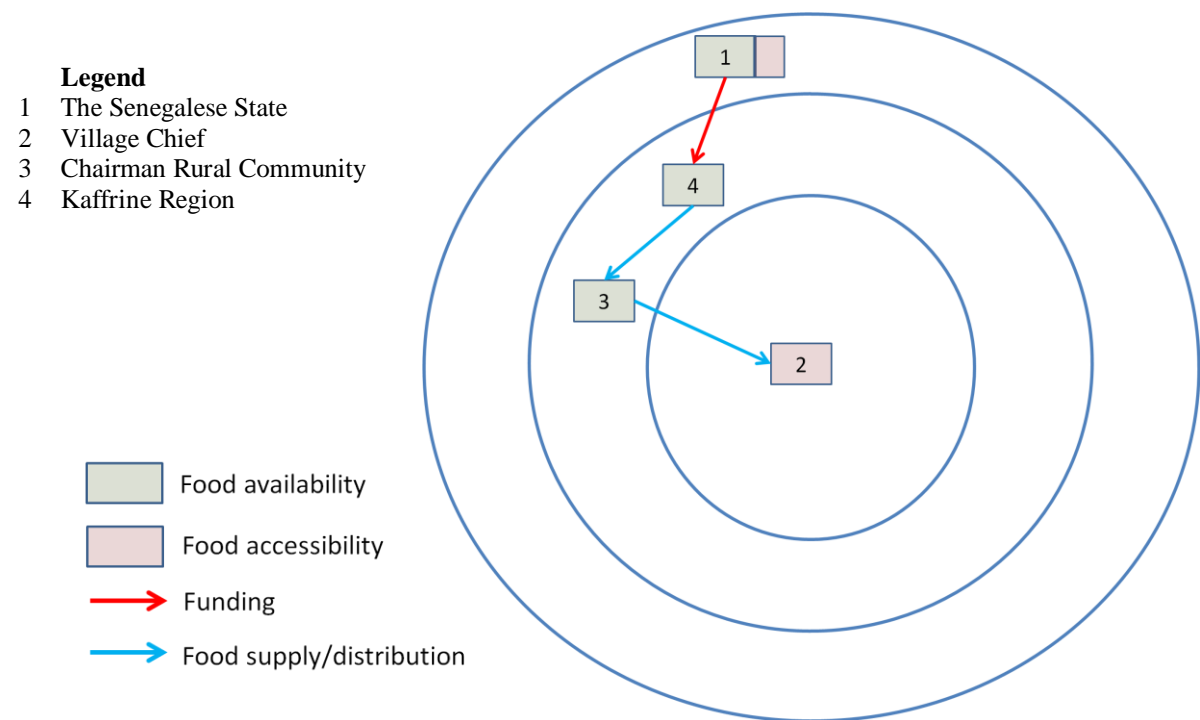 Legend
1 The Senegalese State
2 Village Chief
3 Chairman Rural Community
4 Kaffrine Region
1
4
3
2
Food availability
Food accessibility
Funding
Food supply/distribution